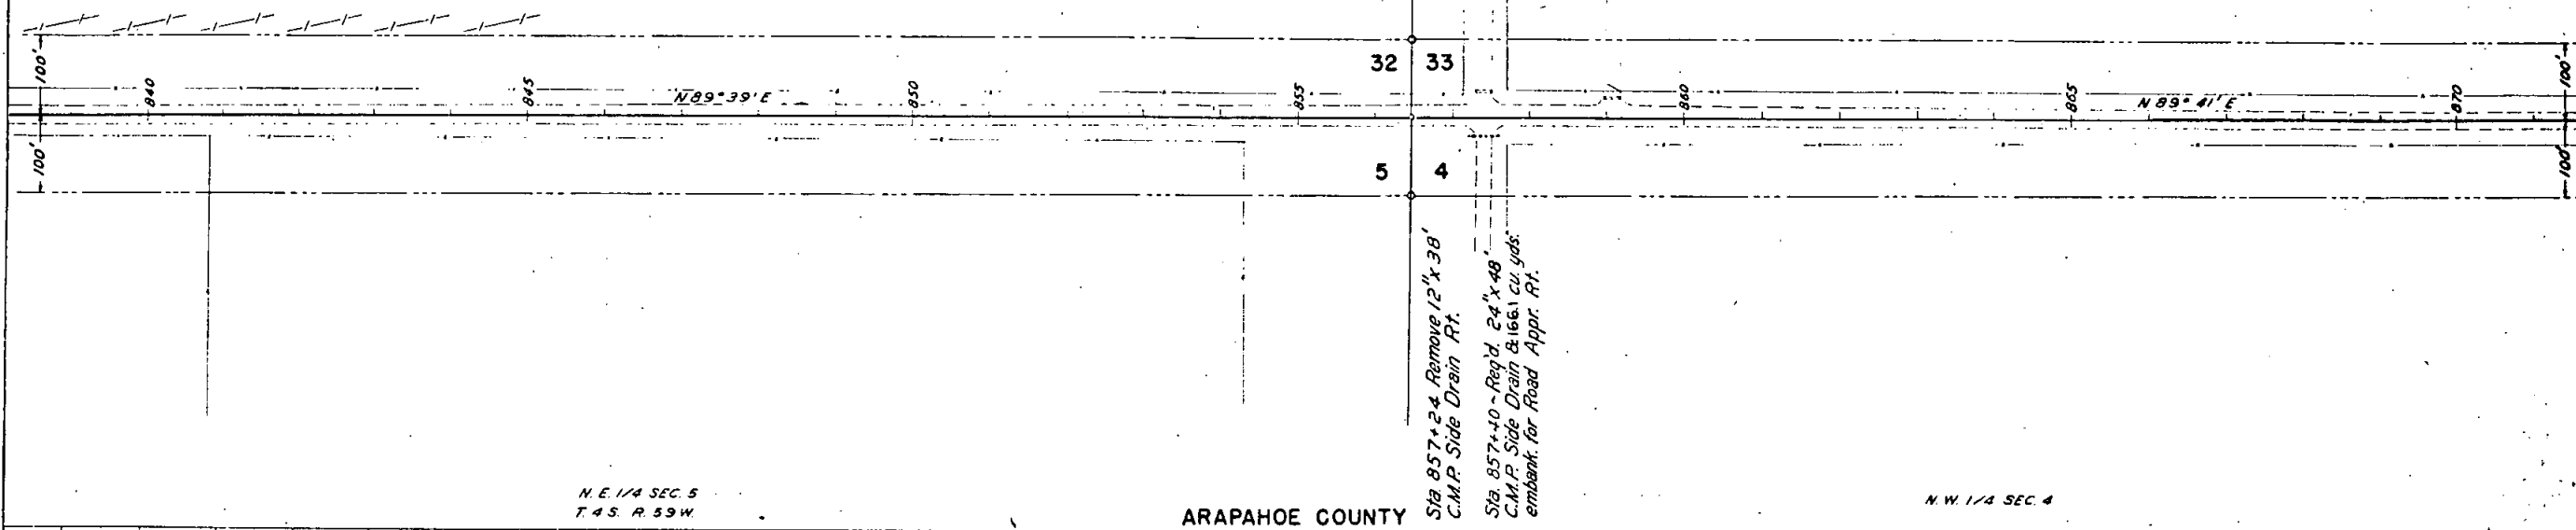 100'
32 33
840
845
N 89° 39' E
850
855
860
865
N 89° 41' E
870
100'
100'
5 4
100'
Sta. 857+24 Remove 12" x 38'
C.M.P. Side Drain Rt.
Sta. 857+40 ~ Req'd. 24" x 48'
C.M.P. Side Drain & 166.1 cu. yds.
embank. for Road Appr. Rt.
N. E. 1/4 SEC. 5
T. 4 S. R. 59 W.
ARAPAHOE COUNTY
N. W. 1/4 SEC. 4